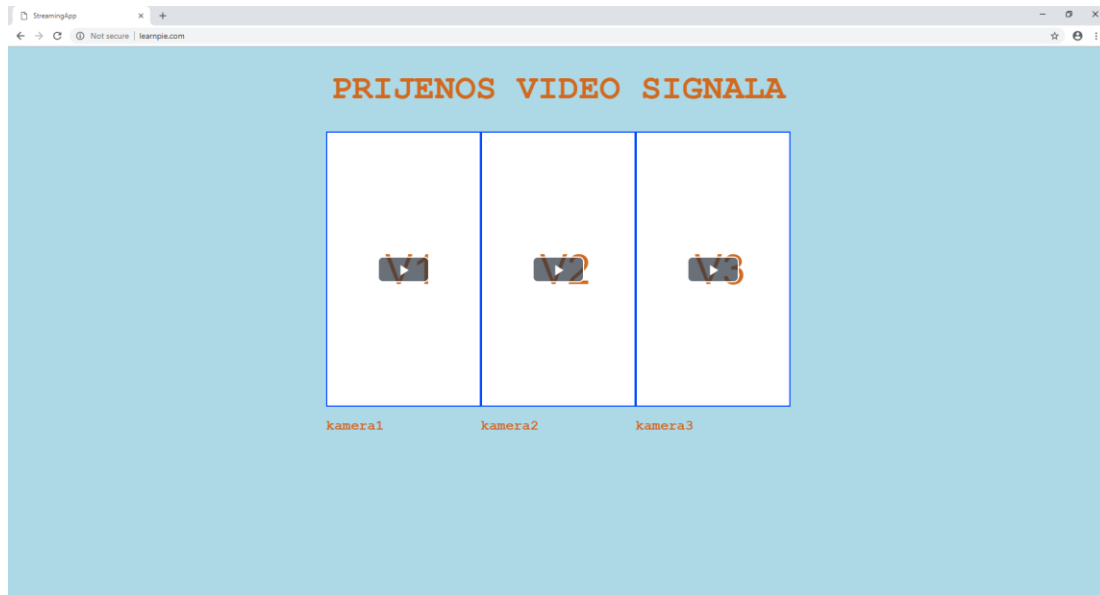 StreamingApp
Not secure | learnpie.com
PRIJENOS VIDEO SIGNALA
V1 V2 V3
kamera1 kamera2 kamera3